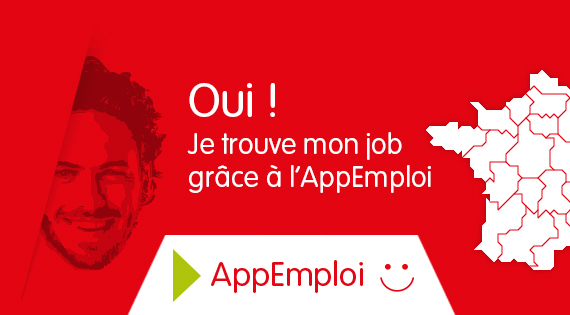 Oui !
Je trouve mon job
grâce à l'AppEmploi
AppEmploi